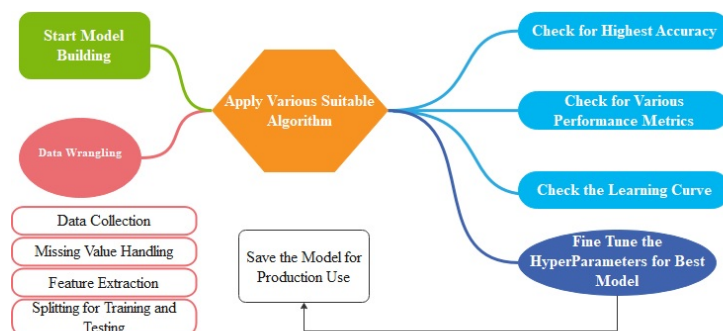 Start Model
Building
Data Wrangling
Data Collection
Missing Value Handling
Feature Extraction
Splitting for Training and
Testing
Apply Various Suitable
Algorithm
Check for Highest Accuracy
Check for Various
Performance Metrics
Check the Learning Curve
Fine Tune the
HyperParameters for Best
Model
Save the Model for
Production Use